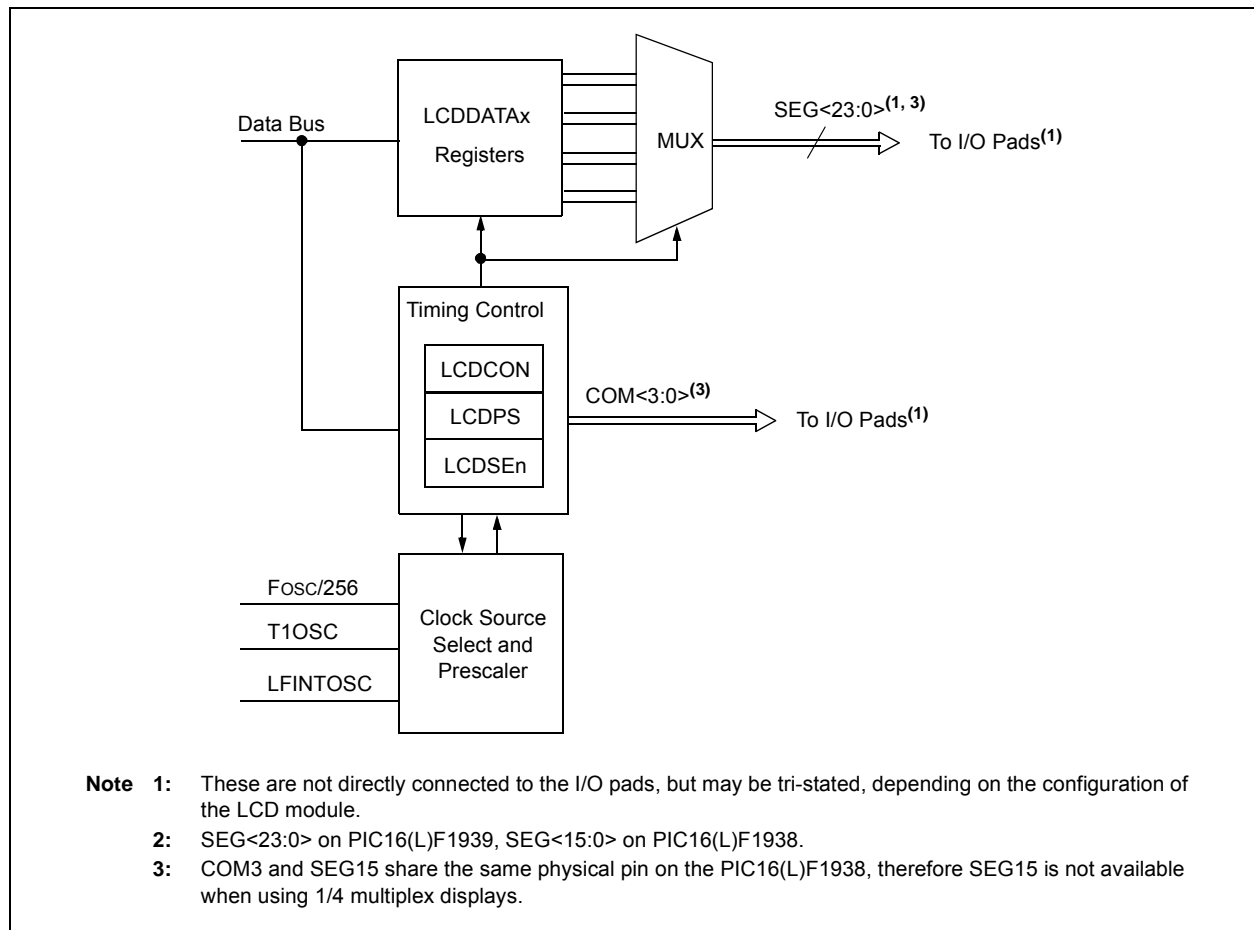 LCDDATAx
Registers
MUX
Data Bus
SEG<23:0>(1, 3)
To I/O Pads(1)
Timing Control
LCDCON
LCDPS
LCDSEn
COM<3:0>(3)
To I/O Pads(1)
FOSC/256
T1OSC
LFINTOSC
Clock Source
Select and
Prescaler
Note 1: These are not directly connected to the I/O pads, but may be tri-stated, depending on the configuration of
the LCD module.
2: SEG<23:0> on PIC16(L)F1939, SEG<15:0> on PIC16(L)F1938.
3: COM3 and SEG15 share the same physical pin on the PIC16(L)F1938, therefore SEG15 is not available
when using 1/4 multiplex displays.